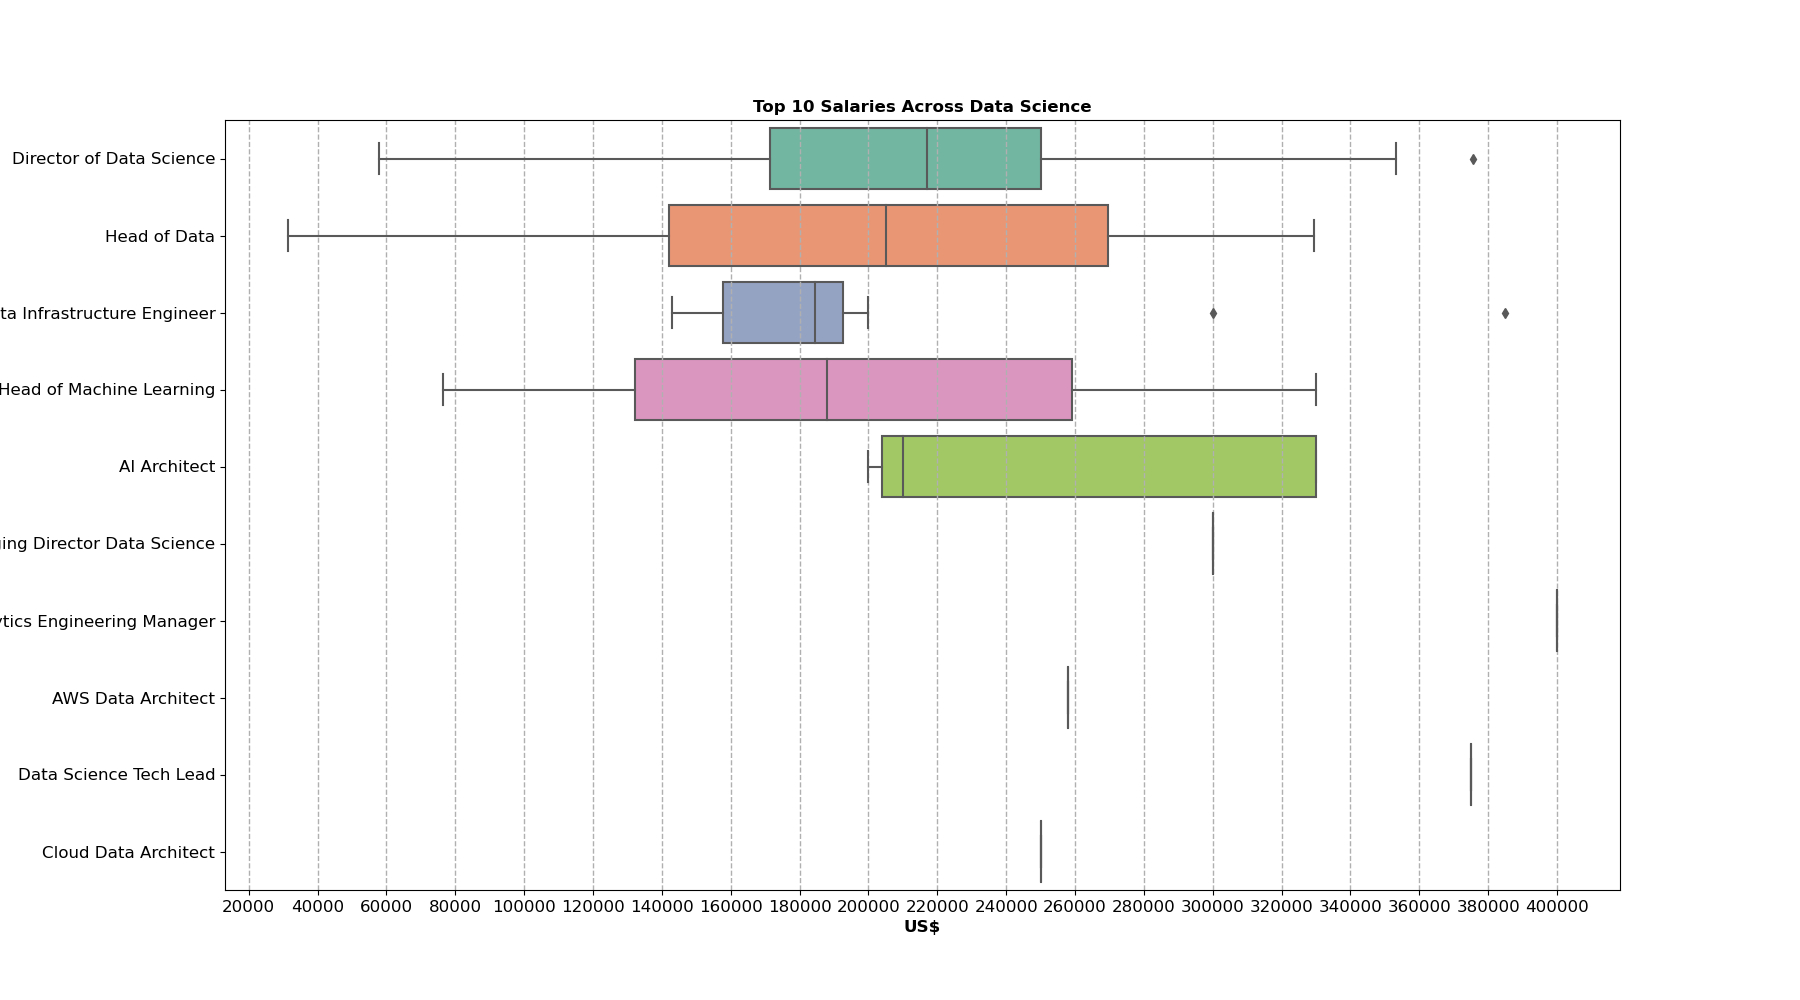 Top 10 Salaries Across Data Science
Director of Data Science
Head of Data
ta Infrastructure Engineer
Head of Machine Learning
AI Architect
ing Director Data Science
ytics Engineering Manager
AWS Data Architect
Data Science Tech Lead
Cloud Data Architect
20000 40000 60000 80000 100000 120000 140000 160000 180000 200000 220000 240000 260000 280000 300000 320000 340000 360000 380000 400000
US$